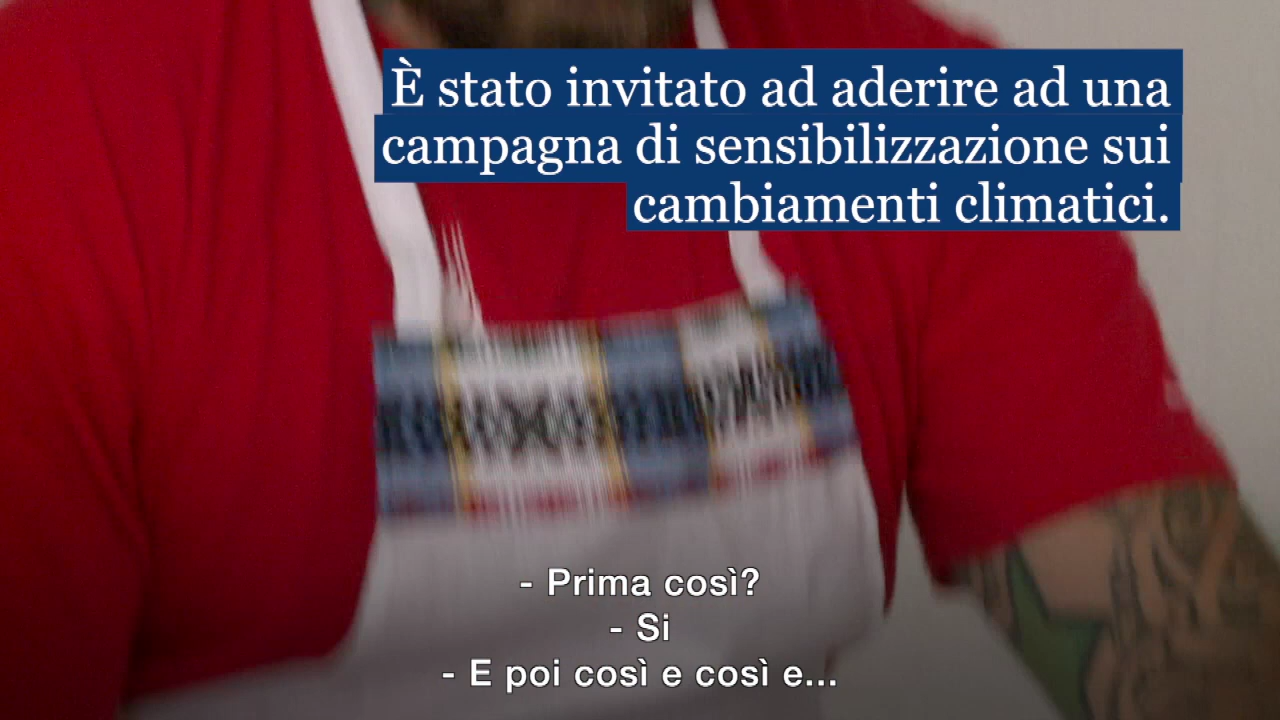 È stato invitato ad aderire ad una
campagna di sensibilizzazione sui
cambiamenti climatici.
- Prima così?
- Si
- E poi così e così e...